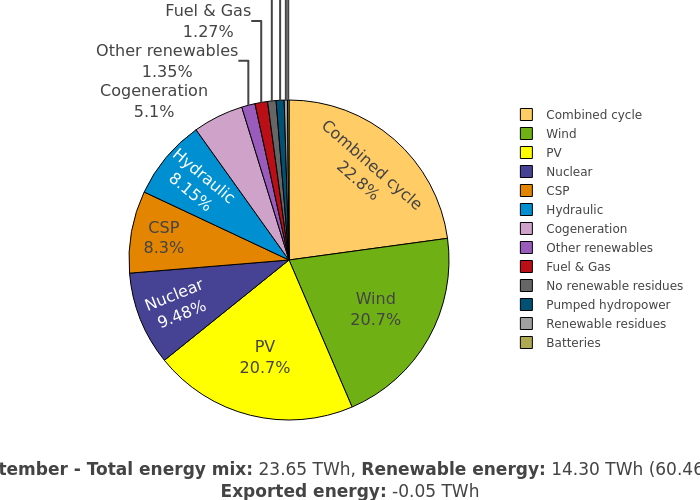 Fuel & Gas
1.27%
Other renewables
1.35%
Cogeneration
5.1%
Combined cycle
22.8%
Hydraulic
8.15%
CSP
8.3%
Nuclear
9.48%
Wind
20.7%
PV
20.7%
Combined cycle
Wind
PV
Nuclear
CSP
Hydraulic
Cogeneration
Other renewables
Fuel & Gas
No renewable residues
Pumped hydropower
Renewable residues
Batteries
tember - Total energy mix: 23.65 TWh, Renewable energy: 14.30 TWh (60.46
Exported energy: -0.05 TWh